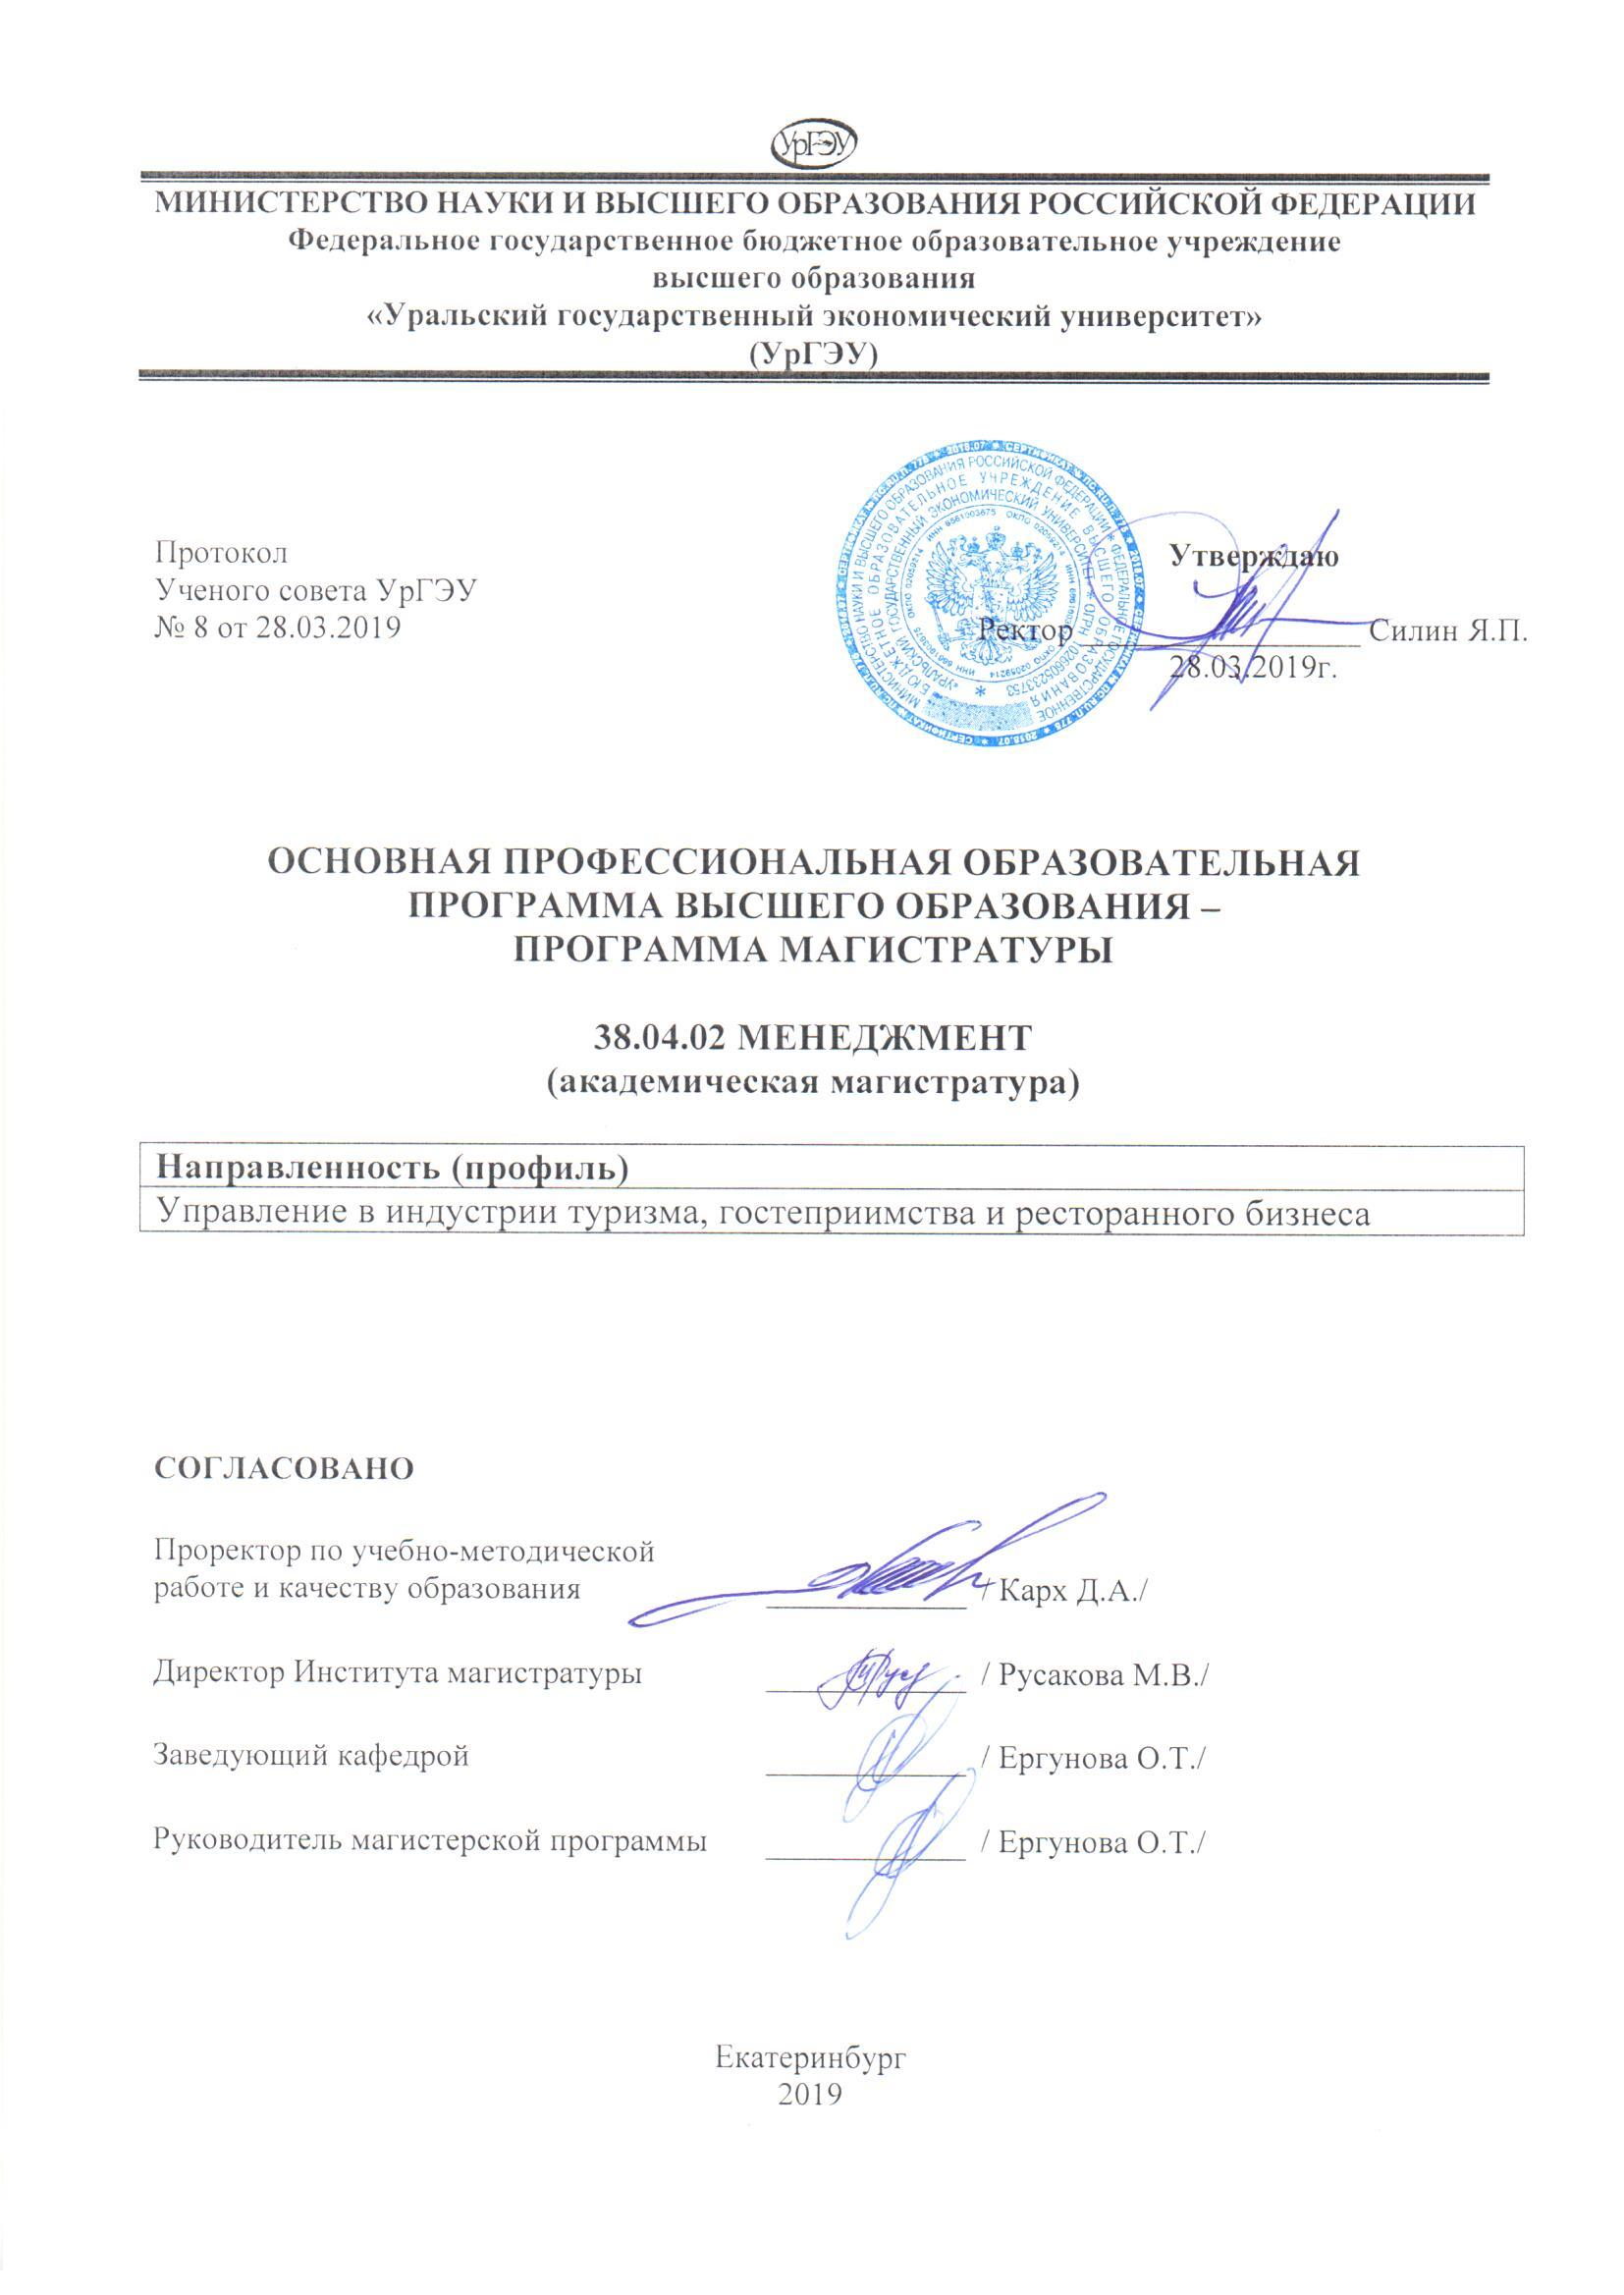 УрГЭУ
МИНИСТЕРСТВО НАУКИ И ВЫСШЕГО ОБРАЗОВАНИЯ РОССИЙСКОЙ ФЕДЕРАЦИИ
Федеральное государственное бюджетное образовательное учреждение
высшего образования
«Уральский государственный экономический университет»
(УрГЭУ)
Протокол
Ученого совета УрГЭУ
№ 8 от 28.03.2019
Утверждаю
Ректор Силин Я.П.
28.03.2019г.
ОСНОВНАЯ ПРОФЕССИОНАЛЬНАЯ ОБРАЗОВАТЕЛЬНАЯ
ПРОГРАММА ВЫСШЕГО ОБРАЗОВАНИЯ –
ПРОГРАММА МАГИСТРАТУРЫ
38.04.02 МЕНЕДЖМЕНТ
(академическая магистратура)
Направленность (профиль)
Управление в индустрии туризма, гостеприимства и ресторанного бизнеса
СОГЛАСОВАНО
Проректор по учебно-методической
работе и качеству образования / Карх Д.А./
Директор Института магистратуры / Русакова М.В./
Заведующий кафедрой / Ергунова О.Т./
Руководитель магистерской программы / Ергунова О.Т./
Екатеринбург
2019